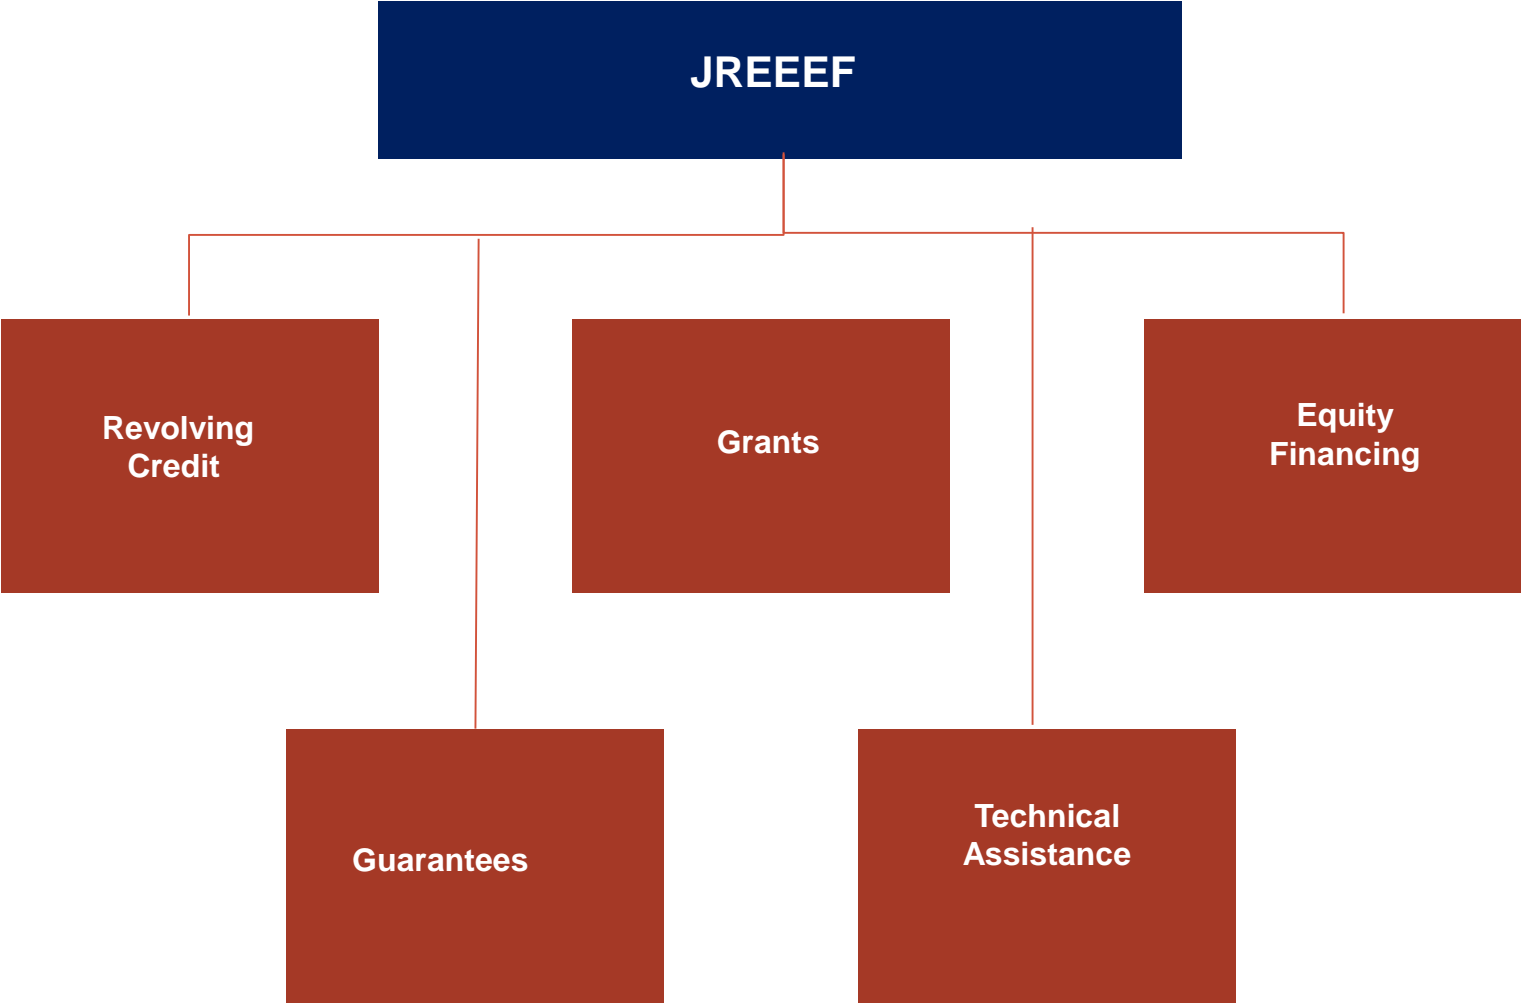 JREEEF
Revolving
Credit
Grants
Equity
Financing
Guarantees
Technical
Assistance